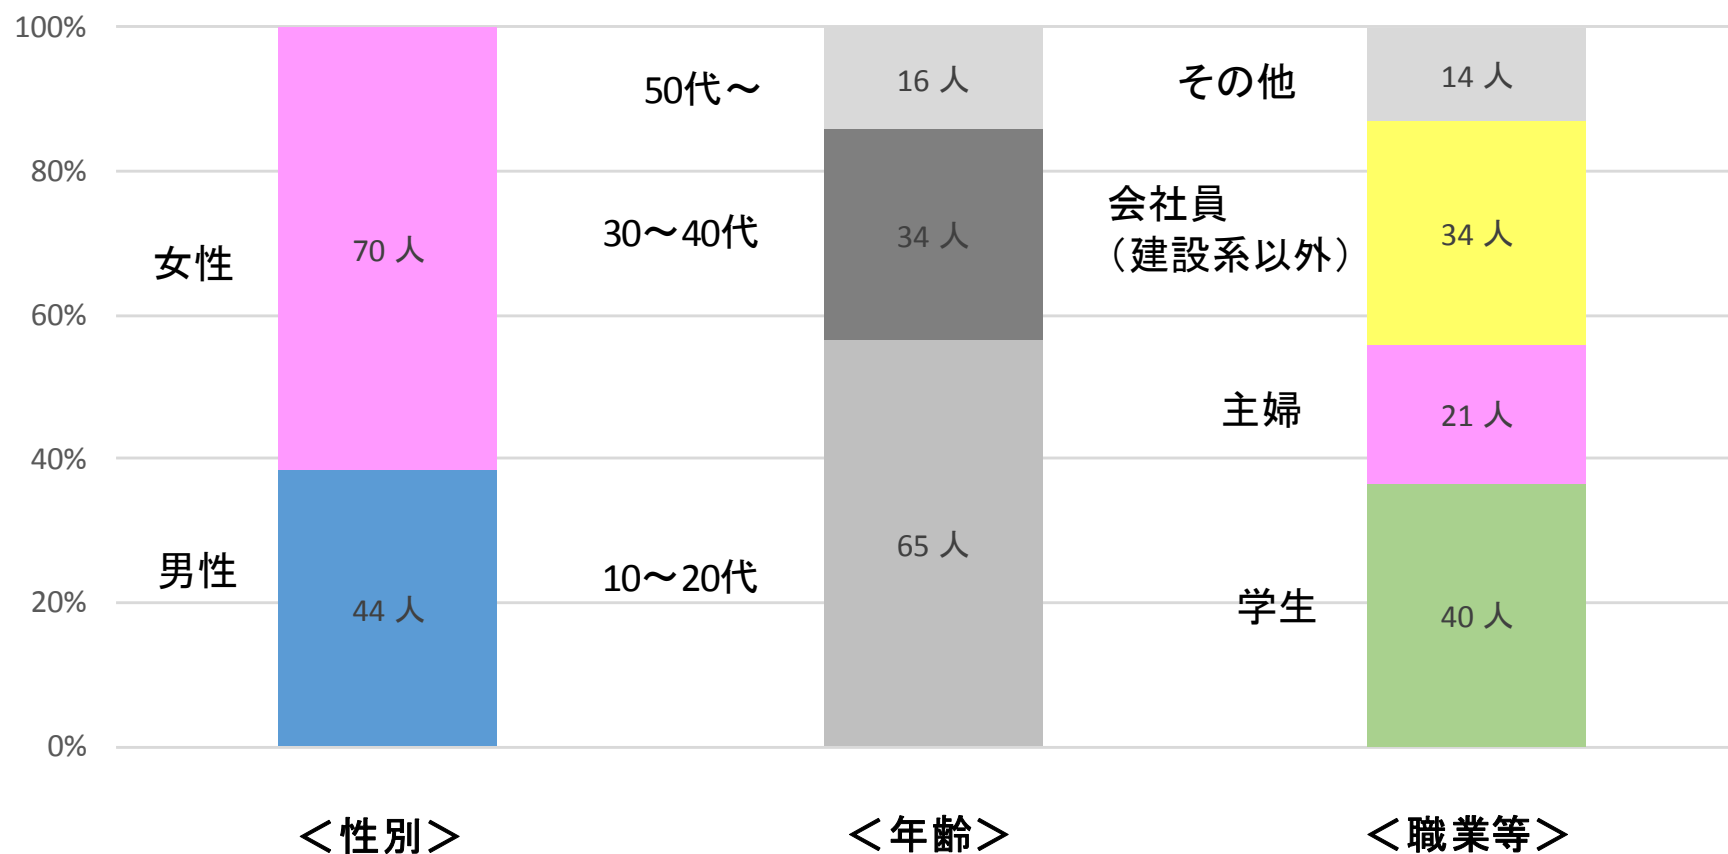 100%
80%
60%
40%
20%
0%
女性
70 人
男性
44 人
50代～
16 人
30～40代
34 人
10～20代
65 人
その他
14 人
会社員
（建設系以外）
34 人
主婦
21 人
学生
40 人
＜性別＞
＜年齢＞
＜職業等＞